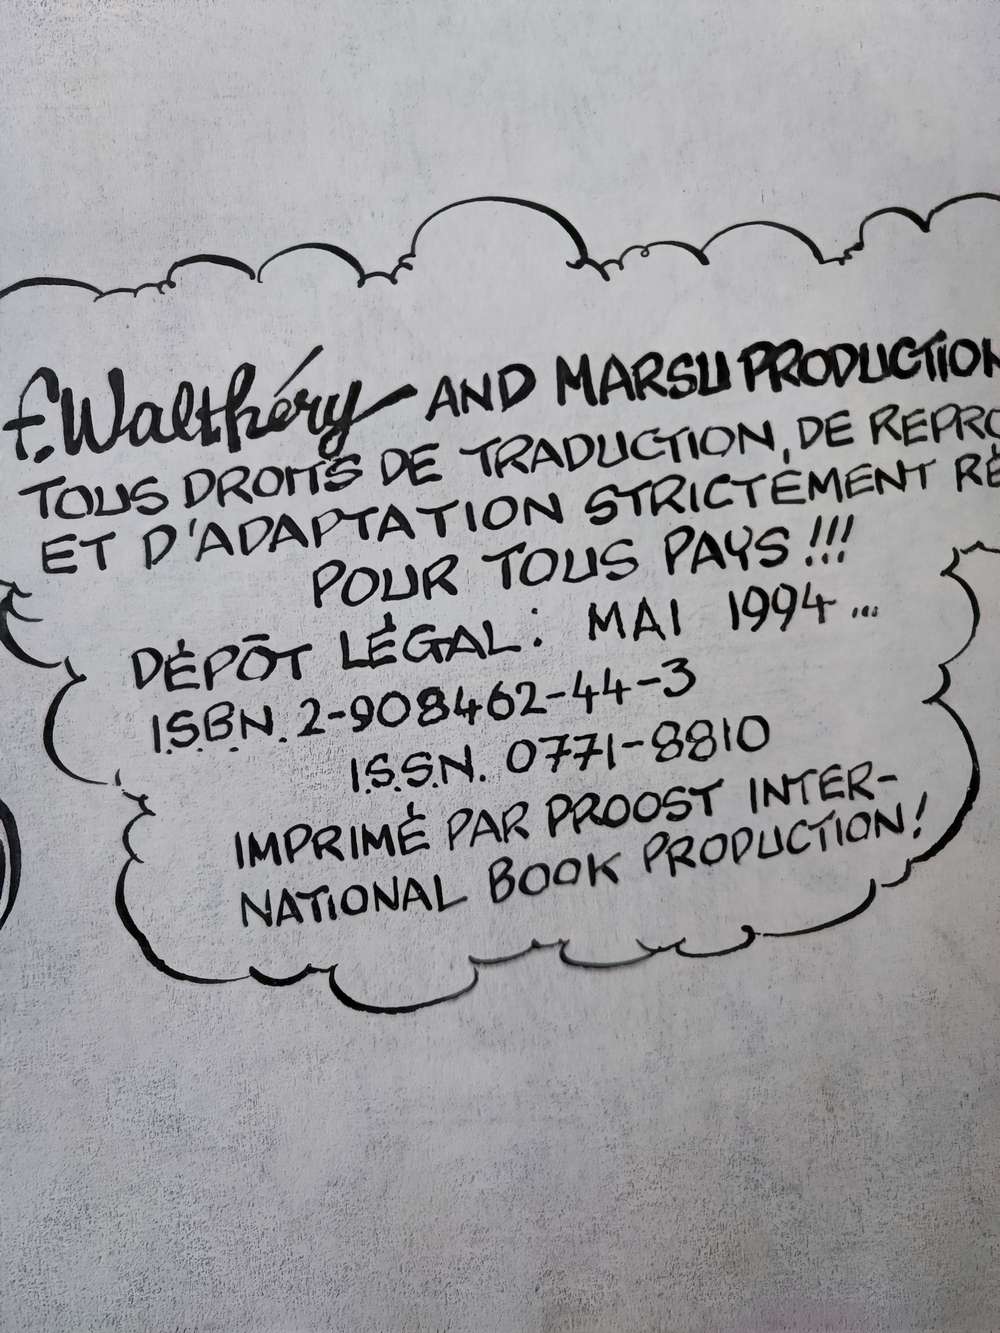 F. Walthéry AND MARSU PRODUCTION
TOUS DROITS DE TRADUCTION, DE REPRO
ET D'ADAPTATION STRICTEMENT RÉ
POUR TOUS PAYS !!!
DÉPÔT LÉGAL : MAI 1994...
I.S.B.N. 2-908462-44-3
I.S.S.N. 0771-8810
IMPRIMÉ PAR PROOST INTER-
NATIONAL BOOK PRODUCTION!